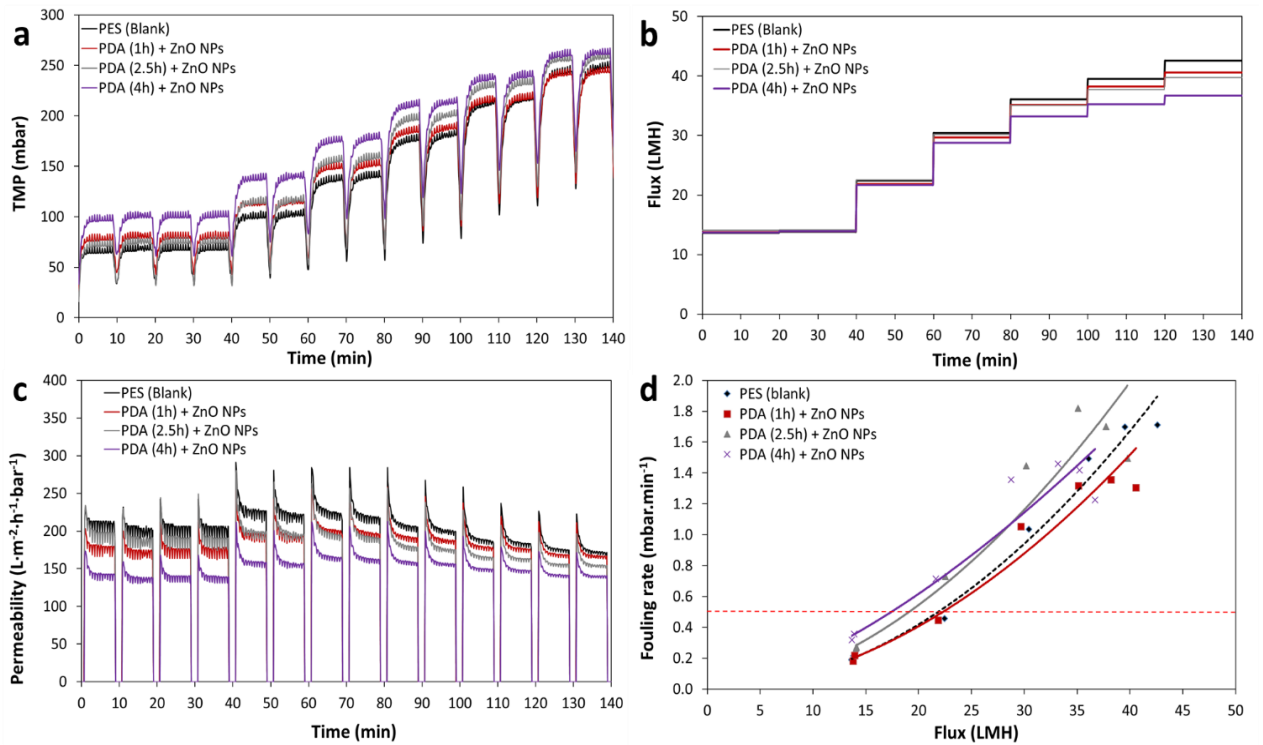 a
TMP (mbar)
300
250
200
150
100
50
0
PES (Blank)
PDA (1h) + ZnO NPs
PDA (2.5h) + ZnO NPs
PDA (4h) + ZnO NPs
0 10 20 30 40 50 60 70 80 90 100 110 120 130 140
Time (min)
b
Flux (LMH)
50
40
30
20
10
0
PES (Blank)
PDA (1h) + ZnO NPs
PDA (2.5h) + ZnO NPs
PDA (4h) + ZnO NPs
0 10 20 30 40 50 60 70 80 90 100 110 120 130 140
Time (min)
c
Permeability (L·m⁻²·h⁻¹·bar⁻¹)
400
350
300
250
200
150
100
50
0
PES (Blank)
PDA (1h) + ZnO NPs
PDA (2.5h) + ZnO NPs
PDA (4h) + ZnO NPs
0 10 20 30 40 50 60 70 80 90 100 110 120 130 140
Time (min)
d
Fouling rate (mbar.min⁻¹)
2.0
1.8
1.6
1.4
1.2
1.0
0.8
0.6
0.4
0.2
0.0
PES (blank)
PDA (1h) + ZnO NPs
PDA (2.5h) + ZnO NPs
PDA (4h) + ZnO NPs
0 5 10 15 20 25 30 35 40 45 50
Flux (LMH)